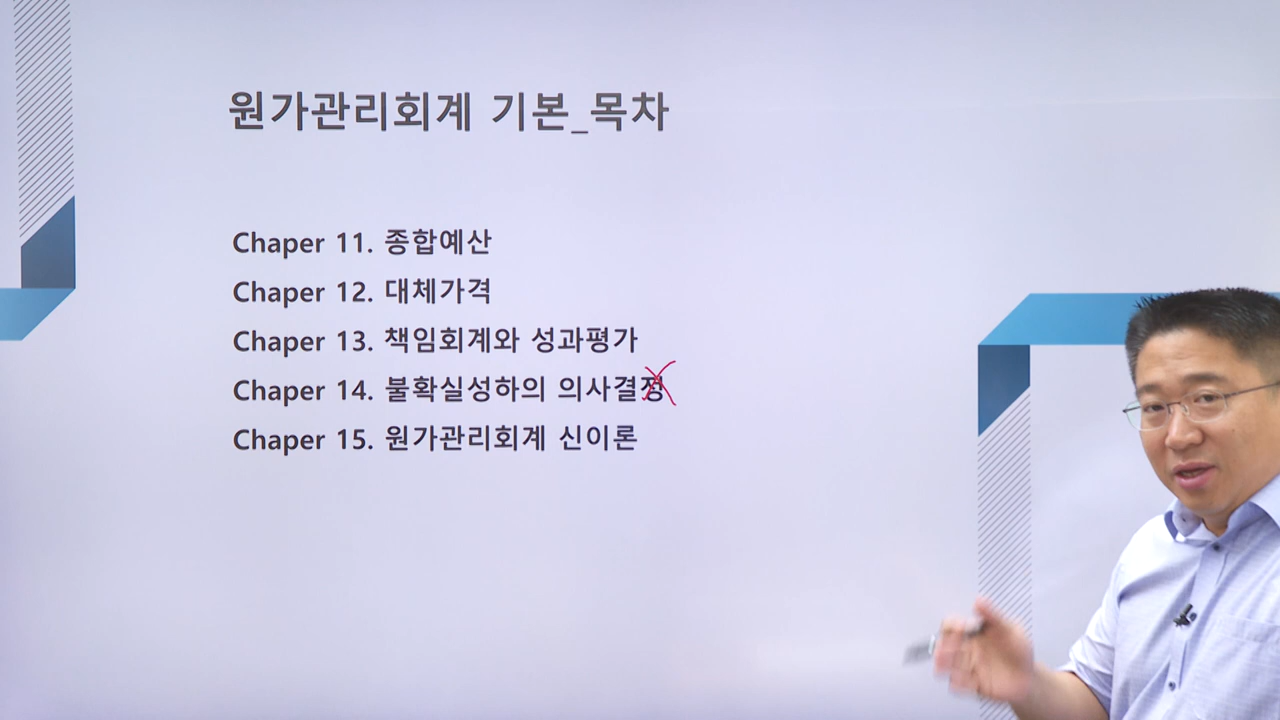 원가관리회계 기본_목차
Chaper 11. 종합예산
Chaper 12. 대체가격
Chaper 13. 책임회계와 성과평가
Chaper 14. 불확실성하의 의사결정
Chaper 15. 원가관리회계 신이론